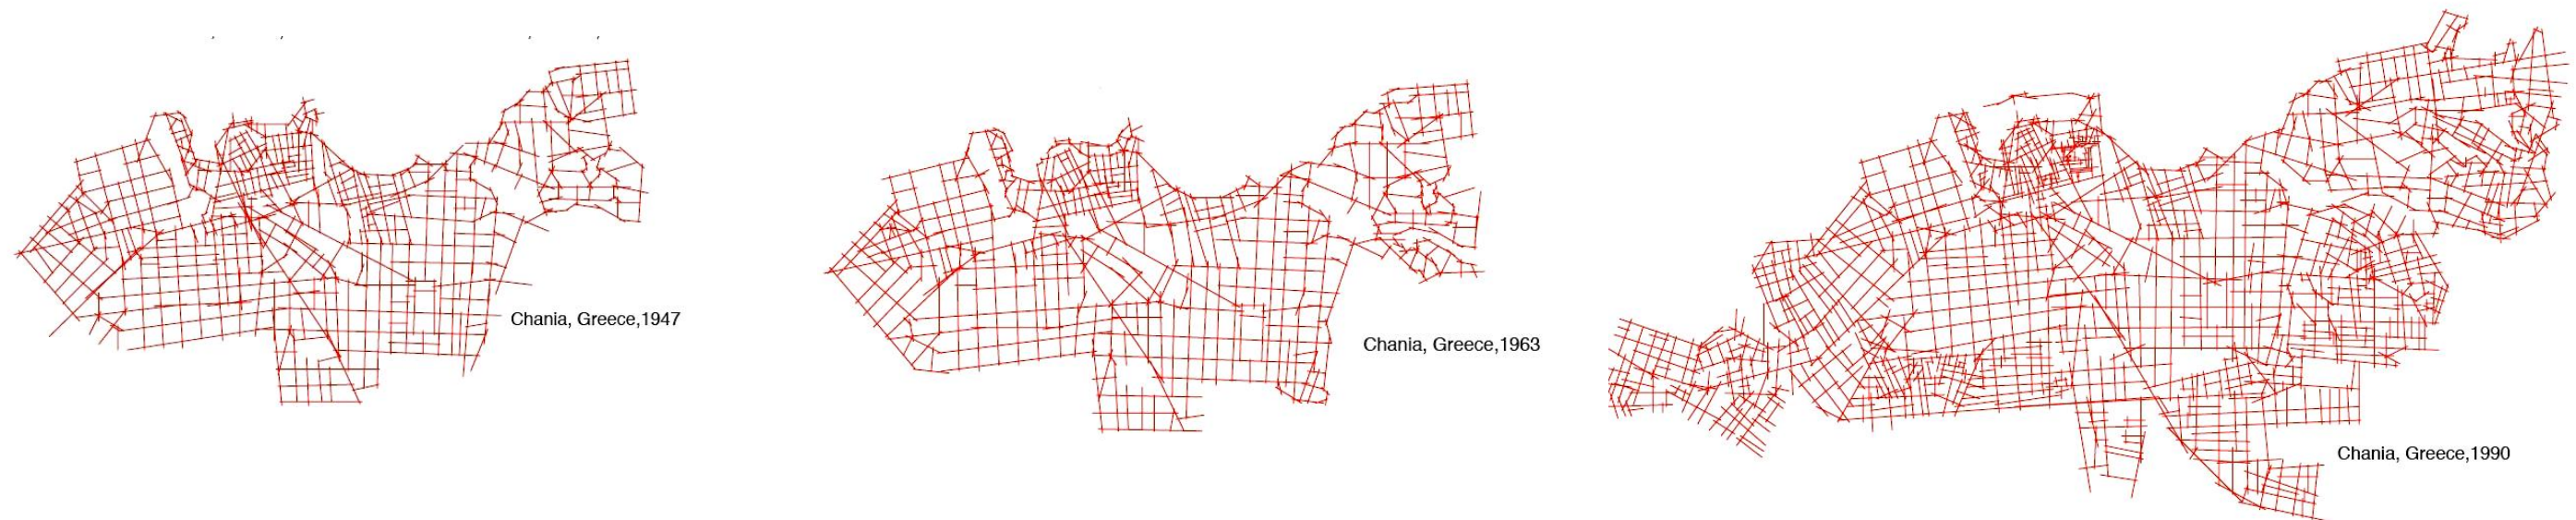 Chania, Greece,1947
Chania, Greece,1963
Chania, Greece,1990